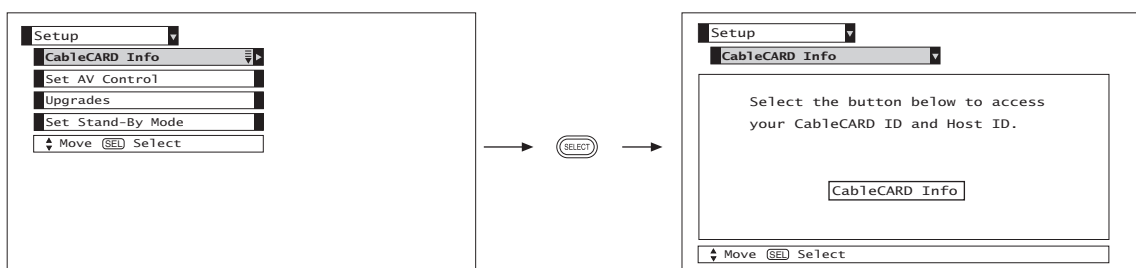 Setup
CableCARD Info
Set AV Control
Upgrades
Set Stand-By Mode
Move SEL Select
SELECT
Setup
CableCARD Info
Select the button below to access
your CableCARD ID and Host ID.
CableCARD Info
Move SEL Select